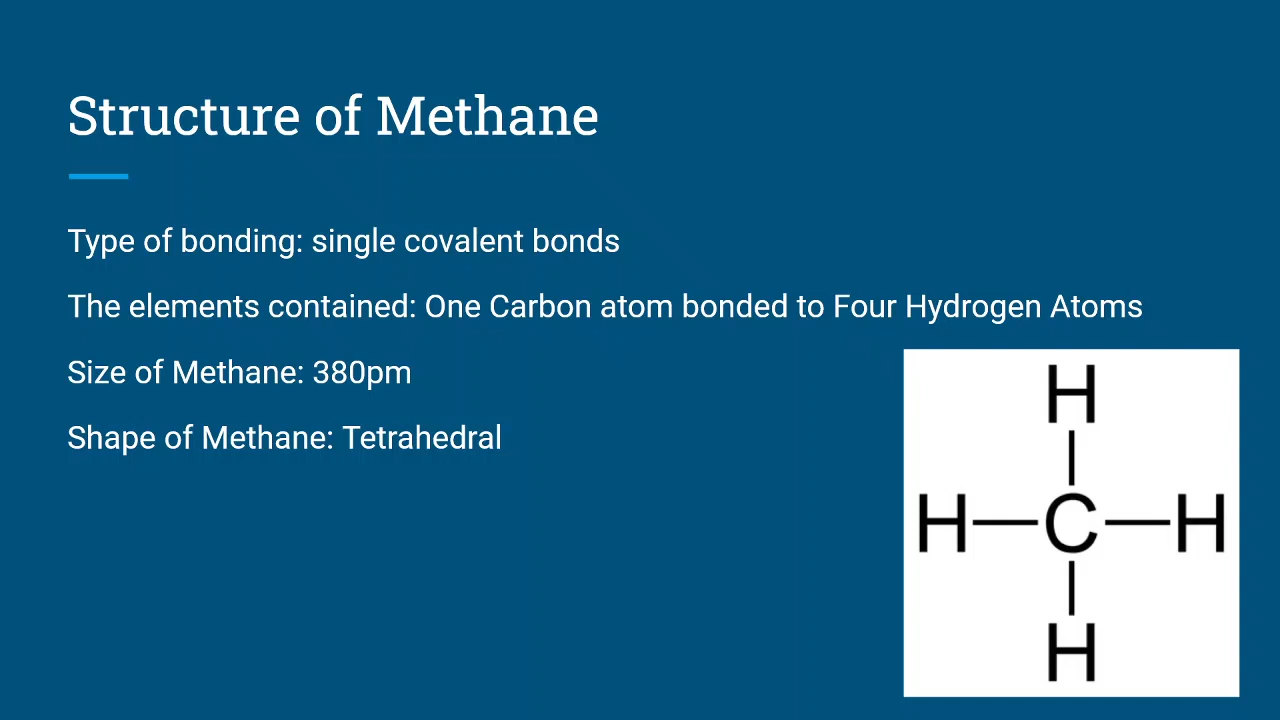 Structure of Methane
Type of bonding: single covalent bonds
The elements contained: One Carbon atom bonded to Four Hydrogen Atoms
Size of Methane: 380pm
Shape of Methane: Tetrahedral
H
H C H
H